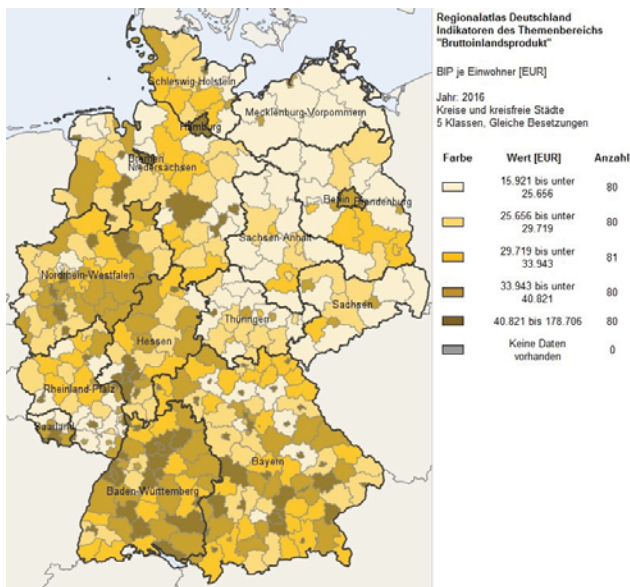 Regionalatlas Deutschland
Indikatoren des Themenbereichs
"Bruttoinlandsprodukt"
BIP je Einwohner [EUR]
Jahr: 2016
Kreise und kreisfreie Städte
5 Klassen, Gleiche Besetzungen
Farbe Wert [EUR] Anzahl
15.921 bis unter
25.656
80
25.656 bis unter
29.719
80
29.719 bis unter
33.943
81
33.943 bis unter
40.821
80
40.821 bis 178.706 80
Keine Daten
vorhanden
0
Schleswig-Holstein
Mecklenburg-Vorpommern
Hamburg
Bremen
Niedersachsen
Berlin
Brandenburg
Sachsen-Anhalt
Nordrhein-Westfalen
Sachsen
Thüringen
Hessen
Rheinland-Pfalz
Saarland
Bayern
Baden-Württemberg